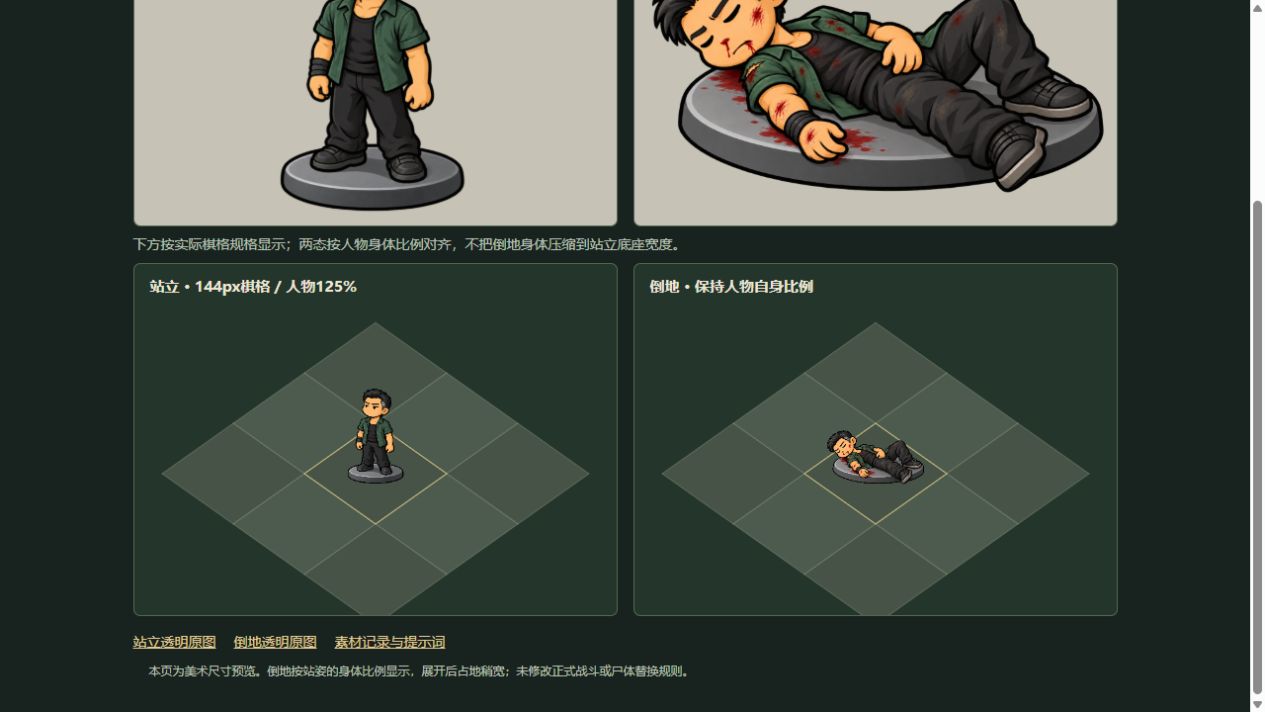 下方按实际棋格规格显示；两态按人物身体比例对齐，不把倒地身体压缩到站立底座宽度。
站立 • 144px棋格 / 人物125%
倒地 • 保持人物自身比例
站立透明原图 倒地透明原图 素材记录与提示词
本页为美术尺寸预览。倒地按站姿的身体比例显示，展开后占地稍宽；未修改正式战斗或尸体替换规则。